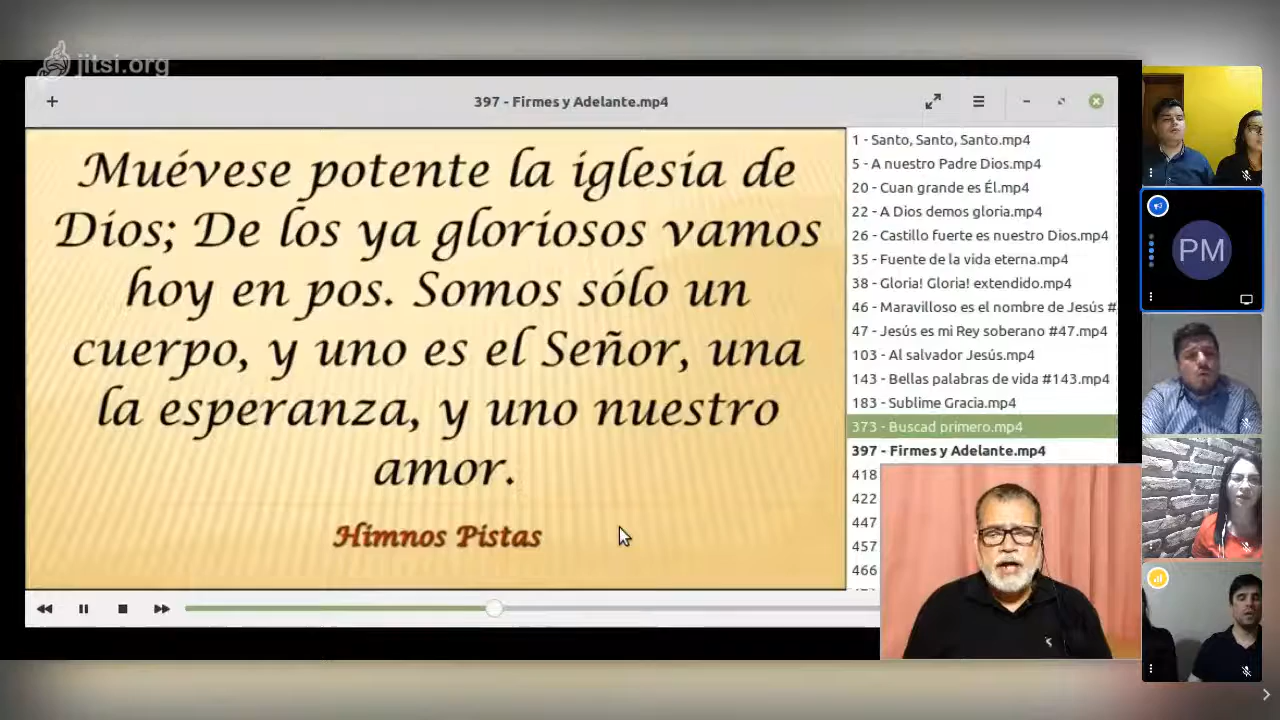 jitsi.org
397 - Firmes y Adelante.mp4
Muévese potente la iglesia de
Dios; De los ya gloriosos vamos
hoy en pos. Somos sólo un
cuerpo, y uno es el Señor, una
la esperanza, y uno nuestro
amor.
Himnos Pistas
1 - Santo, Santo, Santo.mp4
5 - A nuestro Padre Dios.mp4
20 - Cuan grande es Él.mp4
22 - A Dios demos gloria.mp4
26 - Castillo fuerte es nuestro Dios.mp4
35 - Fuente de la vida eterna.mp4
38 - Gloria! Gloria! extendido.mp4
46 - Maravilloso es el nombre de Jesús #
47 - Jesús es mi Rey soberano #47.mp4
103 - Al salvador Jesús.mp4
143 - Bellas palabras de vida #143.mp4
183 - Sublime Gracia.mp4
373 - Buscad primero.mp4
397 - Firmes y Adelante.mp4
418
422
447
457
466
PM